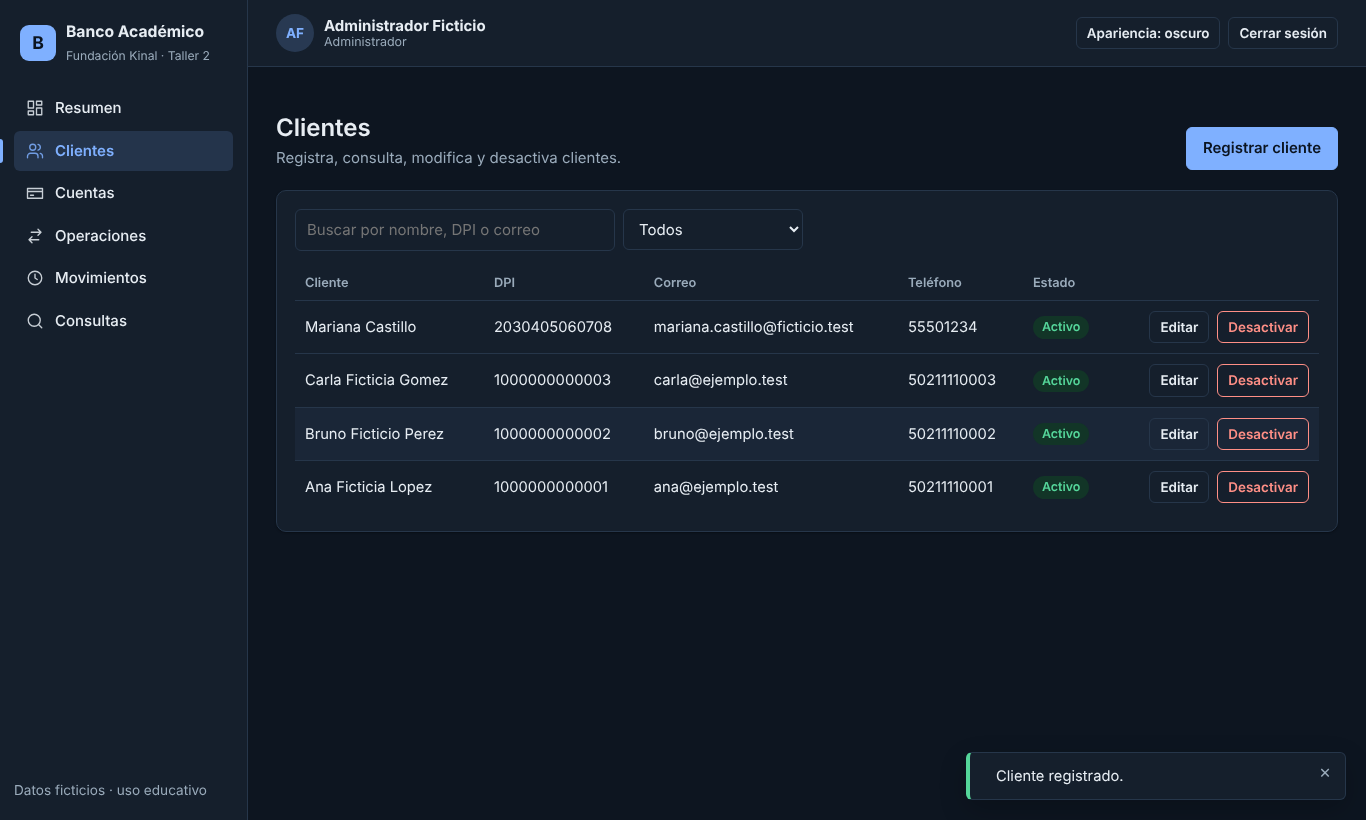 B
Banco Académico
Fundación Kinal · Taller 2
Resumen
Clientes
Cuentas
Operaciones
Movimientos
Consultas
Datos ficticios · uso educativo
AF
Administrador Ficticio
Administrador
Apariencia: oscuro
Cerrar sesión
Clientes
Registra, consulta, modifica y desactiva clientes.
Registrar cliente
Buscar por nombre, DPI o correo
Todos
Cliente DPI Correo Teléfono Estado
Mariana Castillo 2030405060708 mariana.castillo@ficticio.test 55501234 Activo Editar Desactivar
Carla Ficticia Gomez 1000000000003 carla@ejemplo.test 50211110003 Activo Editar Desactivar
Bruno Ficticio Perez 1000000000002 bruno@ejemplo.test 50211110002 Activo Editar Desactivar
Ana Ficticia Lopez 1000000000001 ana@ejemplo.test 50211110001 Activo Editar Desactivar
Cliente registrado.